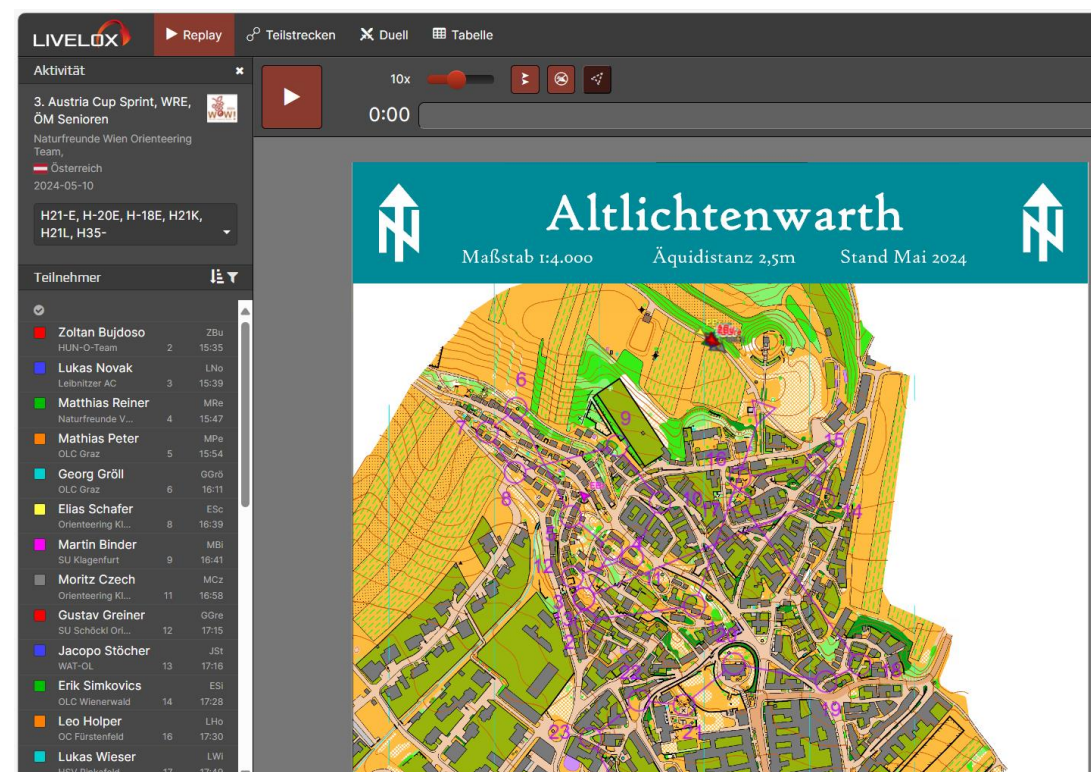 LIVELOX
Replay
Teilstrecken
Duell
Tabelle
Aktivität
3. Austria Cup Sprint, WRE,
ÖM Senioren
WOW!
Naturfreunde Wien Orienteering
Team,
Österreich
2024-05-10
H21-E, H-20E, H-18E, H21K,
H21L, H35-
10x
0:00
Teilnehmer
Zoltan Bujdoso ZBu
HUN-O-Team 2 15:35
Lukas Novak LNo
Leibnitzer AC 3 15:39
Matthias Reiner MRe
Naturfreunde V... 4 15:47
Mathias Peter MPe
OLC Graz 5 15:54
Georg Gröll GGrö
OLC Graz 6 16:11
Elias Schafer ESc
Orienteering Kl... 8 16:39
Martin Binder MBi
SU Klagenfurt 9 16:41
Moritz Czech MCz
Orienteering Kl... 11 16:58
Gustav Greiner GGre
SU Schöckl Ori... 12 17:15
Jacopo Stöcher JSt
WAT-OL 13 17:16
Erik Simkovics ESi
OLC Wienerwald 14 17:28
Leo Holper LHo
OC Fürstenfeld 16 17:30
Lukas Wieser LWi
Altlichtenwarth
Maßstab 1:4.000 Äquidistanz 2,5m Stand Mai 2024
6
7
9
8
15
16
10
14
5
4
12
13
2
22
19
21
23